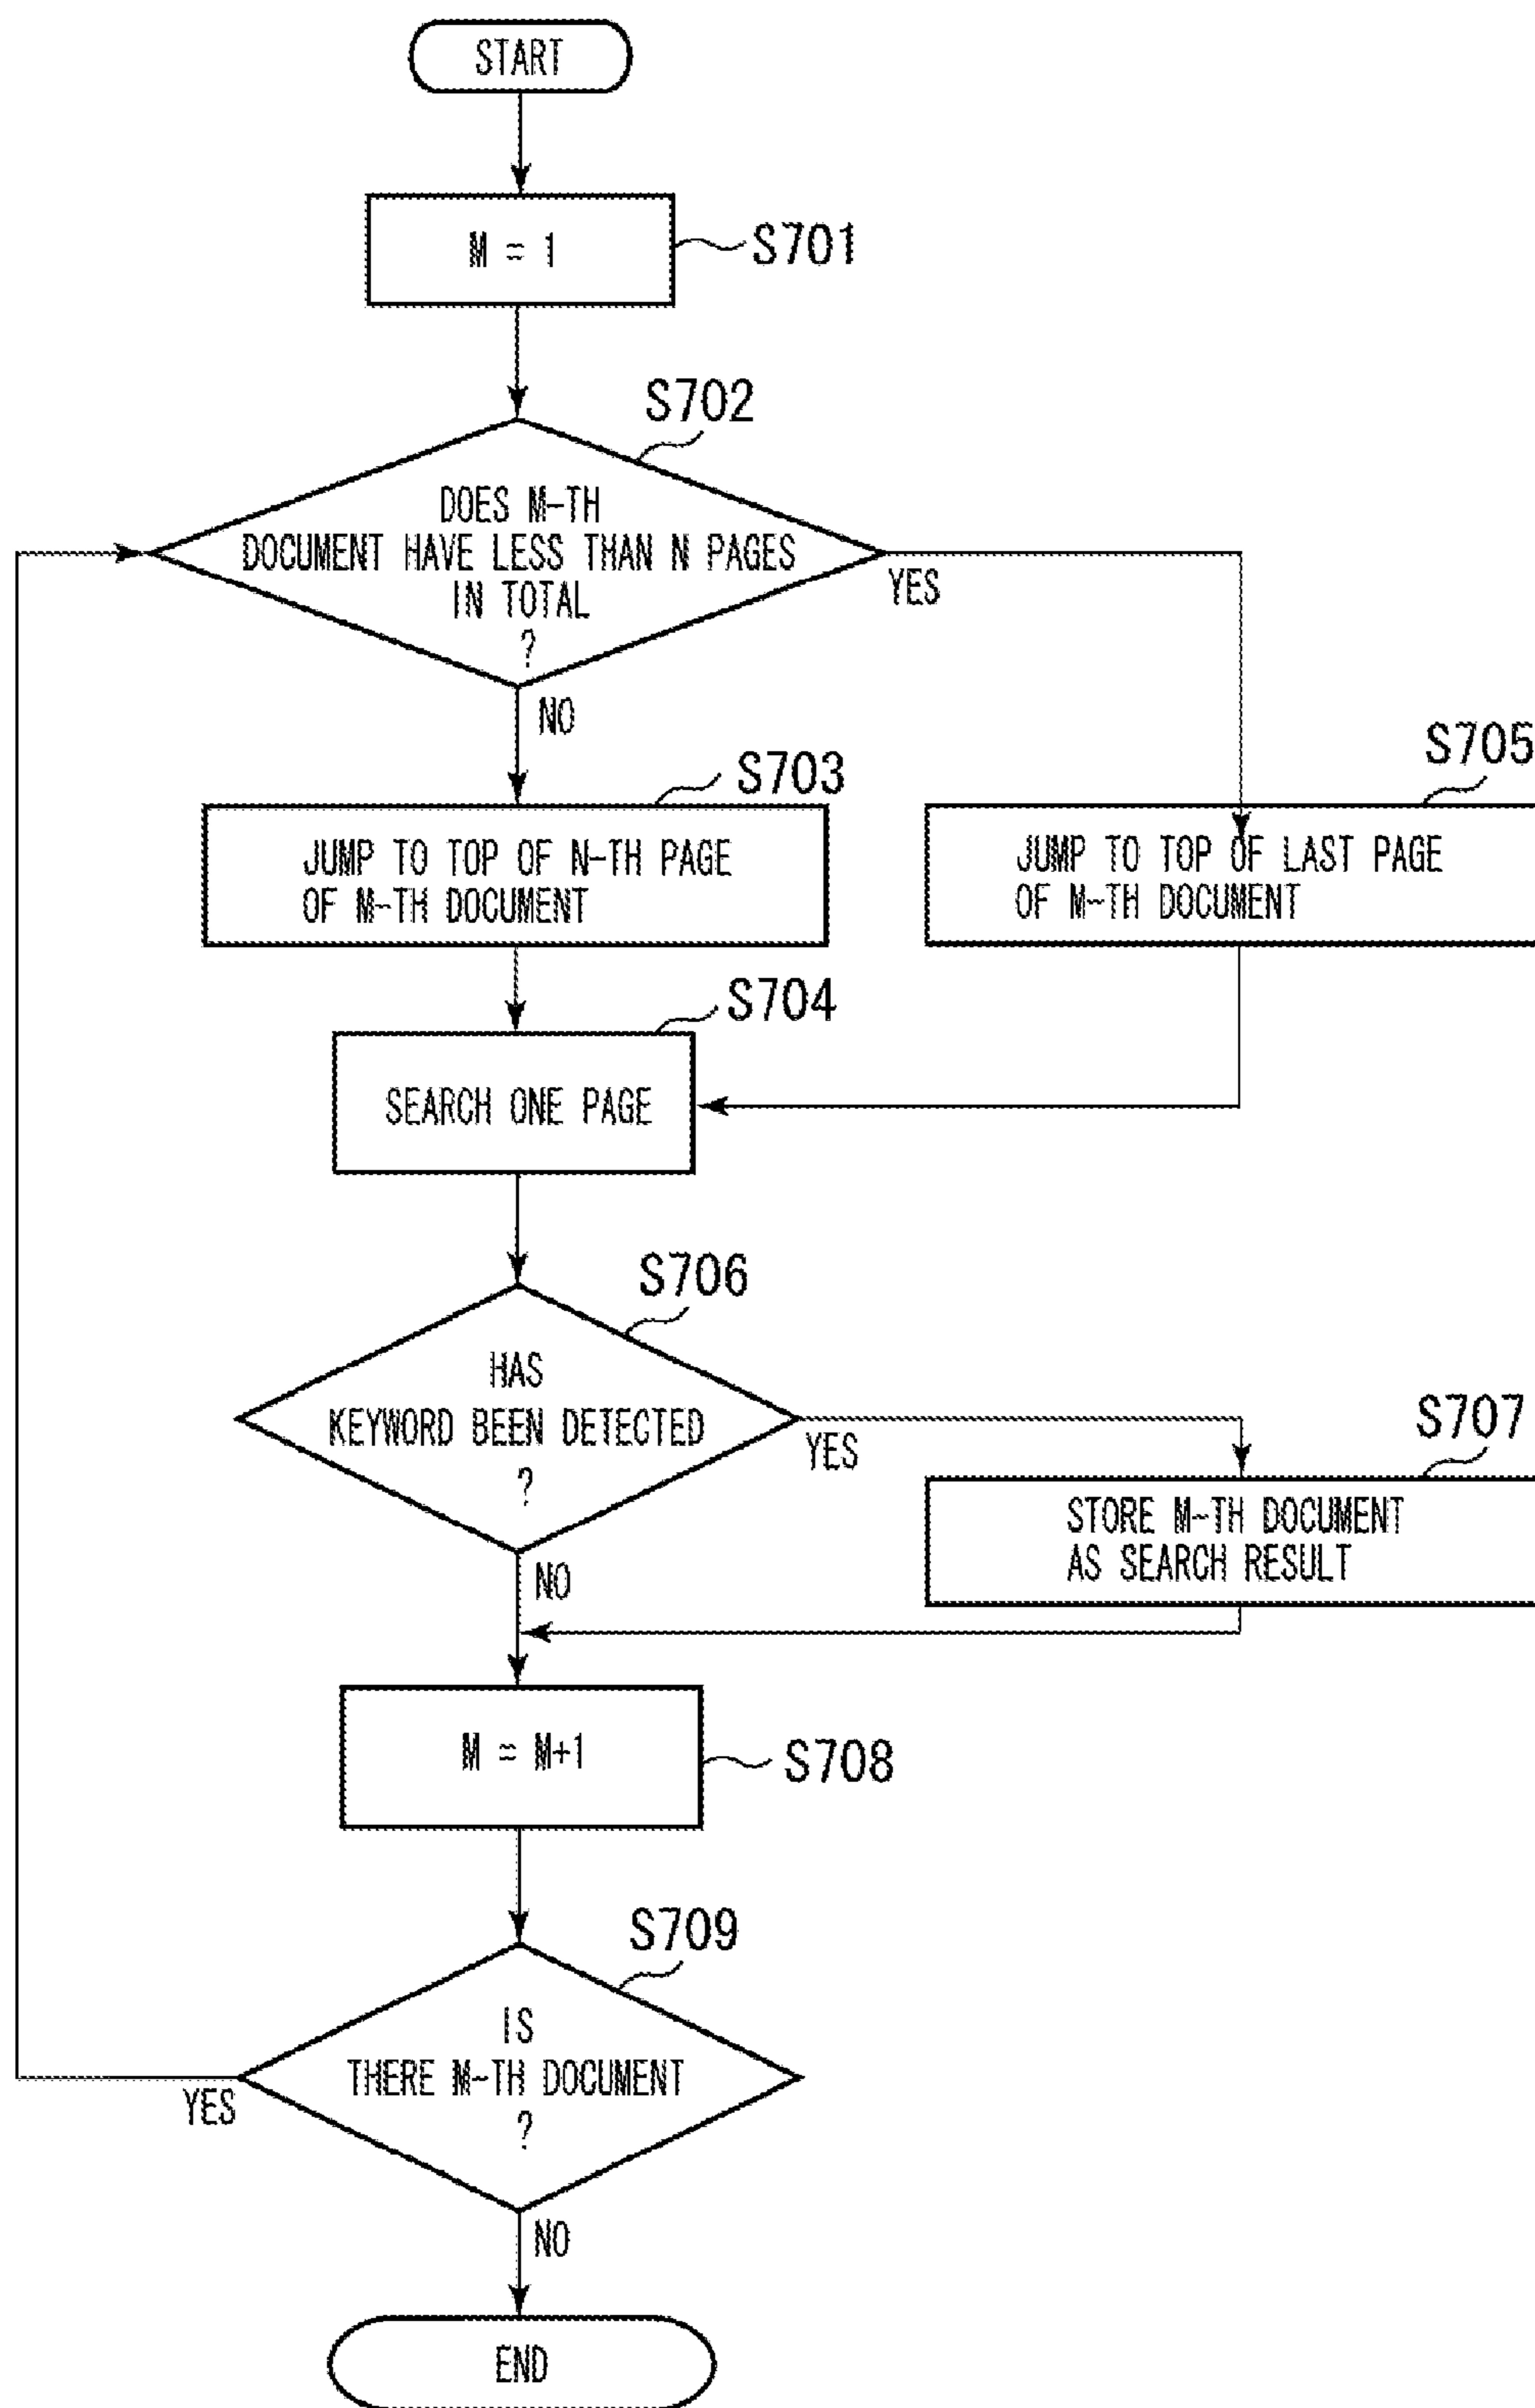 START
M = 1
S701
S702
DOES M-TH
DOCUMENT HAVE LESS THAN N PAGES
IN TOTAL
?
YES
NO
S703
JUMP TO TOP OF N-TH PAGE
OF M-TH DOCUMENT
S705
JUMP TO TOP OF LAST PAGE
OF M-TH DOCUMENT
S704
SEARCH ONE PAGE
S706
HAS
KEYWORD BEEN DETECTED
?
YES
NO
S707
STORE M-TH DOCUMENT
AS SEARCH RESULT
M = M+1
S708
S709
IS
THERE M-TH DOCUMENT
?
YES
NO
END